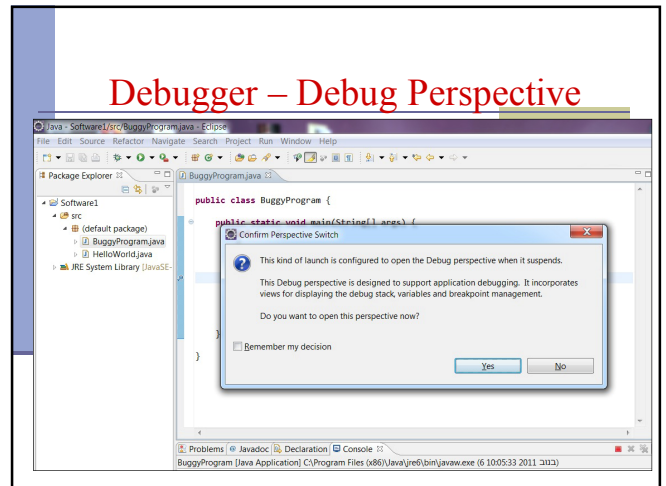 Debugger – Debug Perspective
Java - Software1/src/BuggyProgram.java - Eclipse
File Edit Source Refactor Navigate Search Project Run Window Help
Package Explorer
BuggyProgram.java
Software1
src
(default package)
BuggyProgram.java
HelloWorld.java
JRE System Library [JavaSE-
public class BuggyProgram {
public static void main(String[] args) {
}
}
Confirm Perspective Switch
This kind of launch is configured to open the Debug perspective when it suspends.
This Debug perspective is designed to support application debugging. It incorporates
views for displaying the debug stack, variables and breakpoint management.
Do you want to open this perspective now?
Remember my decision
Yes No
Problems Javadoc Declaration Console
BuggyProgram [Java Application] C:\Program Files (x86)\Java\jre6\bin\javaw.exe (6 10:05:33 2011 בנוב)